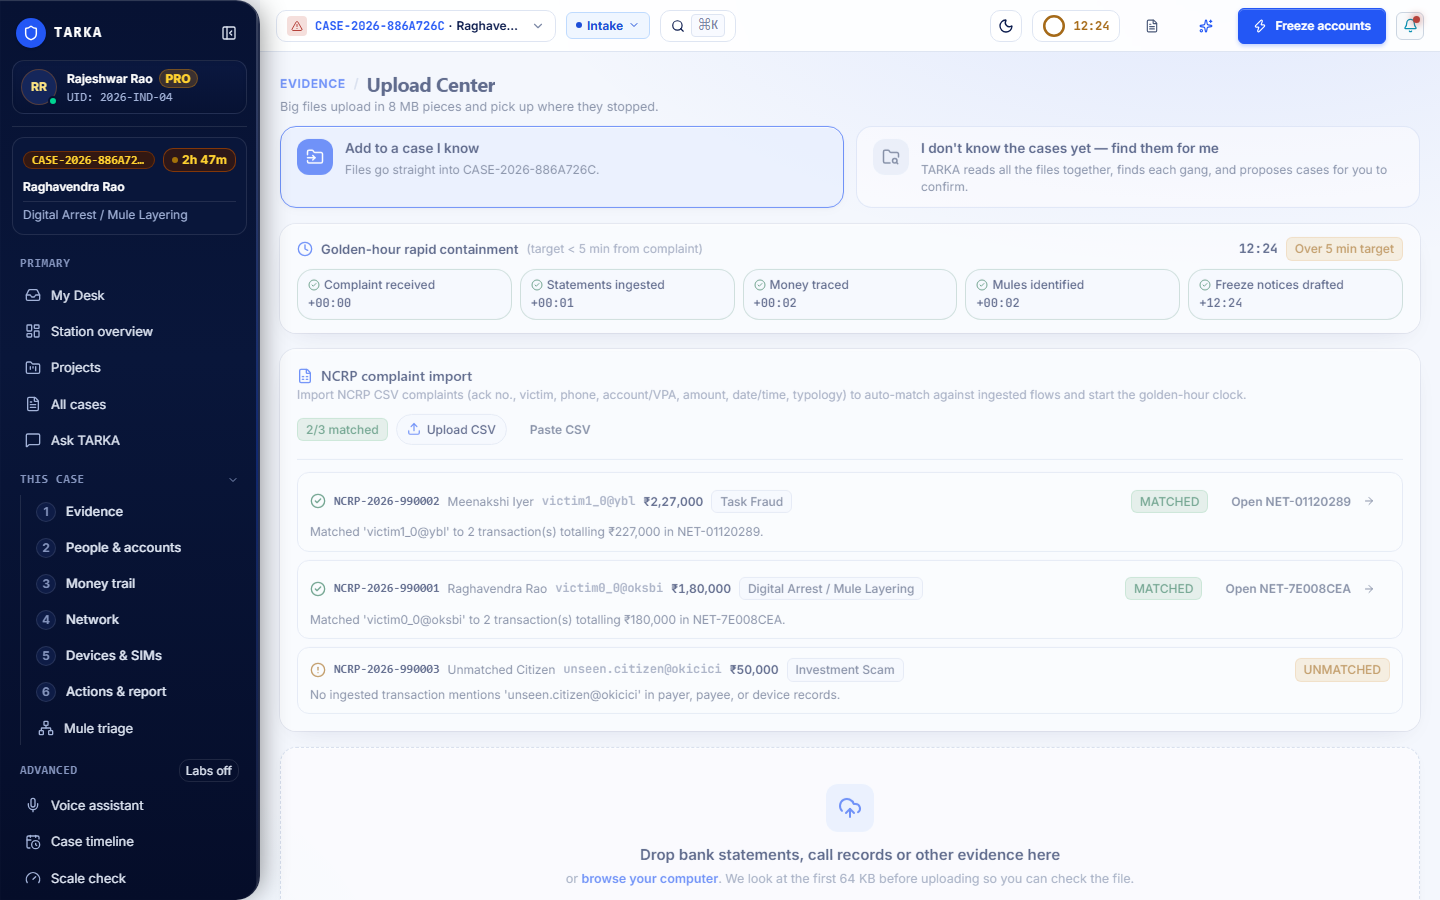 TARKA
RR
Rajeshwar Rao PRO
UID: 2026-IND-04
CASE-2026-886A72… 2h 47m
Raghavendra Rao
Digital Arrest / Mule Layering
PRIMARY
My Desk
Station overview
Projects
All cases
Ask TARKA
THIS CASE
1 Evidence
2 People & accounts
3 Money trail
4 Network
5 Devices & SIMs
6 Actions & report
Mule triage
ADVANCED Labs off
Voice assistant
Case timeline
Scale check
CASE-2026-886A726C · Raghave... Intake ⌘K 12:24 Freeze accounts
EVIDENCE / Upload Center
Big files upload in 8 MB pieces and pick up where they stopped.
Add to a case I know
Files go straight into CASE-2026-886A726C.
I don't know the cases yet — find them for me
TARKA reads all the files together, finds each gang, and proposes cases for you to
confirm.
Golden-hour rapid containment (target < 5 min from complaint) 12:24 Over 5 min target
Complaint received
+00:00
Statements ingested
+00:01
Money traced
+00:02
Mules identified
+00:02
Freeze notices drafted
+12:24
NCRP complaint import
Import NCRP CSV complaints (ack no., victim, phone, account/VPA, amount, date/time, typology) to auto-match against ingested flows and start the golden-hour clock.
2/3 matched Upload CSV Paste CSV
NCRP-2026-990002 Meenakshi Iyer victim1_0@ybl ₹2,27,000 Task Fraud MATCHED Open NET-01120289
Matched 'victim1_0@ybl' to 2 transaction(s) totalling ₹227,000 in NET-01120289.
NCRP-2026-990001 Raghavendra Rao victim0_0@oksbi ₹1,80,000 Digital Arrest / Mule Layering MATCHED Open NET-7E008CEA
Matched 'victim0_0@oksbi' to 2 transaction(s) totalling ₹180,000 in NET-7E008CEA.
NCRP-2026-990003 Unmatched Citizen unseen.citizen@okicici ₹50,000 Investment Scam UNMATCHED
No ingested transaction mentions 'unseen.citizen@okicici' in payer, payee, or device records.
Drop bank statements, call records or other evidence here
or browse your computer. We look at the first 64 KB before uploading so you can check the file.